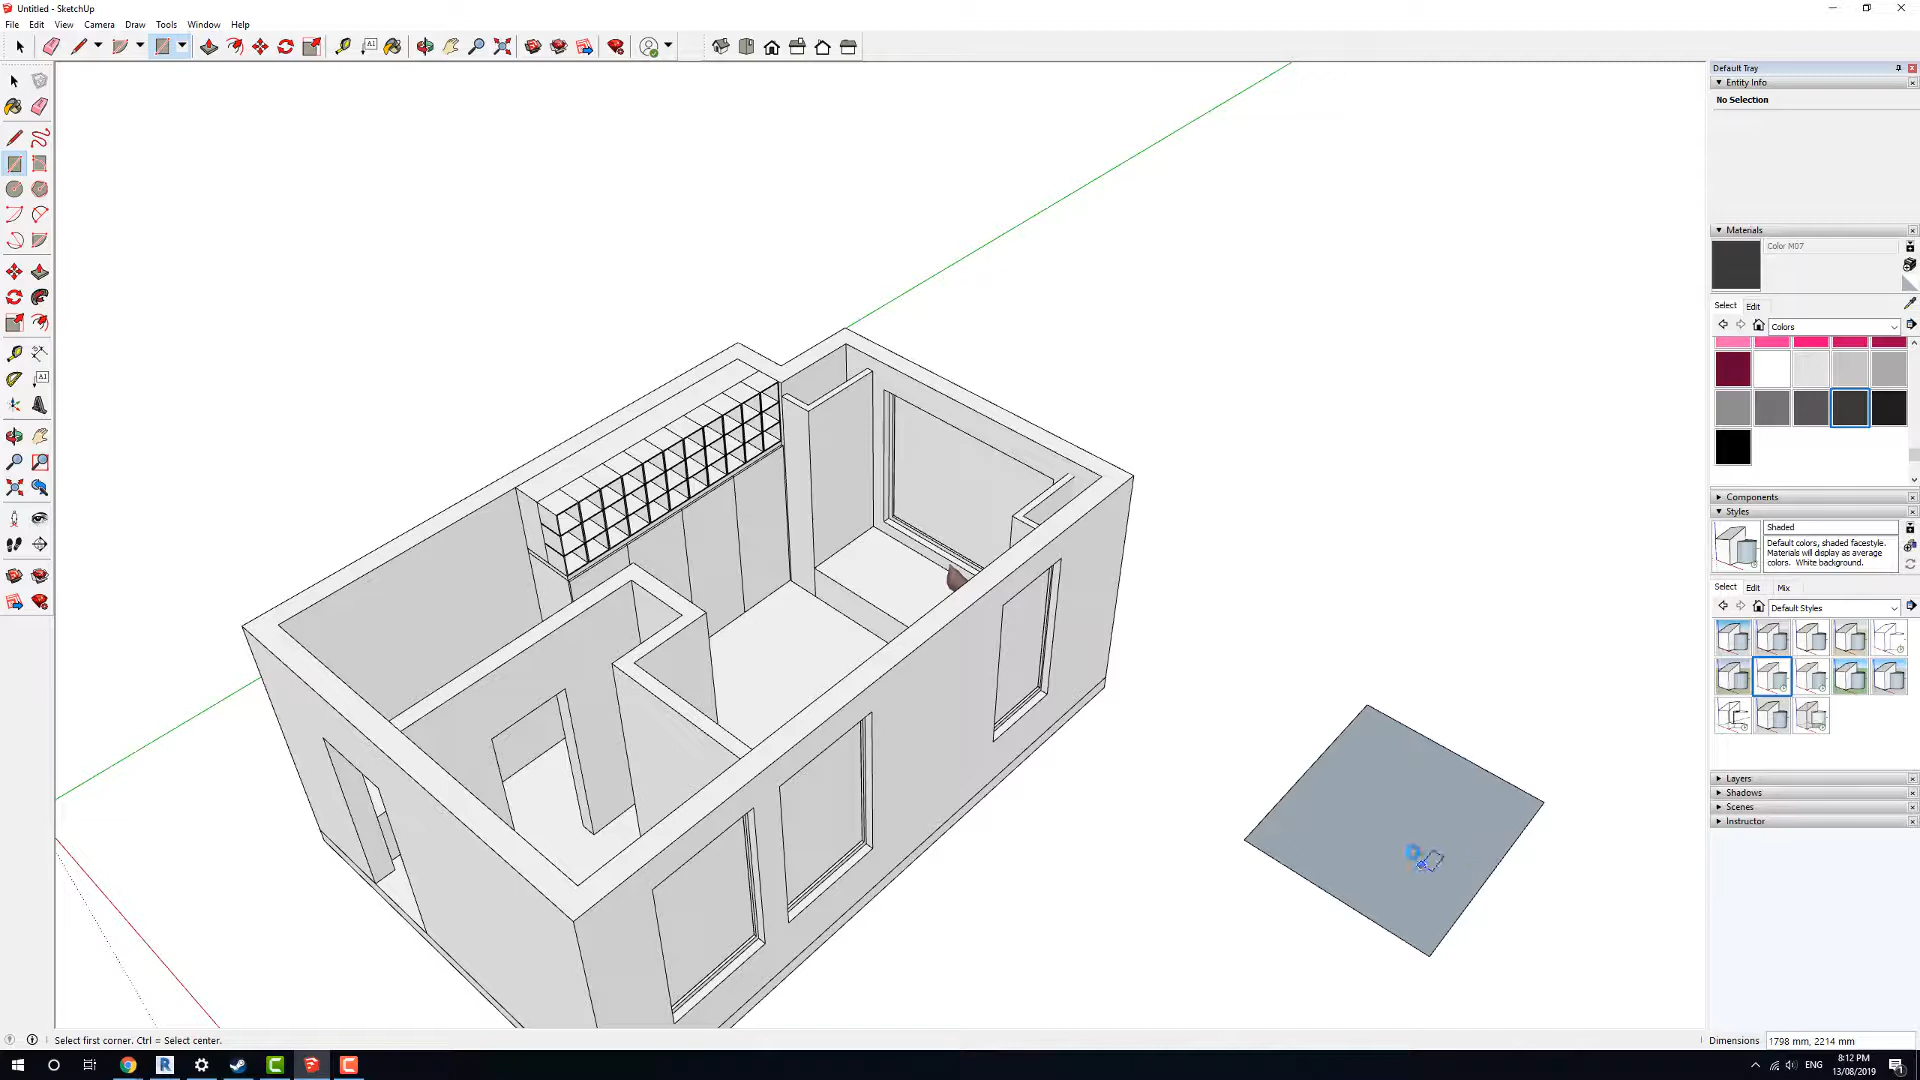 Untitled - SketchUp
File Edit View Camera Draw Tools Window Help
Default Tray
Entity Info
No Selection
Materials
Color M07
Select Edit
Colors
Components
Styles
Shaded
Default colors, shaded facestyle. Materials will display as average colors. White background.
Select Edit Mix
Default Styles
Layers
Shadows
Scenes
Instructor
Select first corner. Ctrl = Select center.
Dimensions 1798 mm, 2214 mm
ENG
8:12 PM
13/08/2019